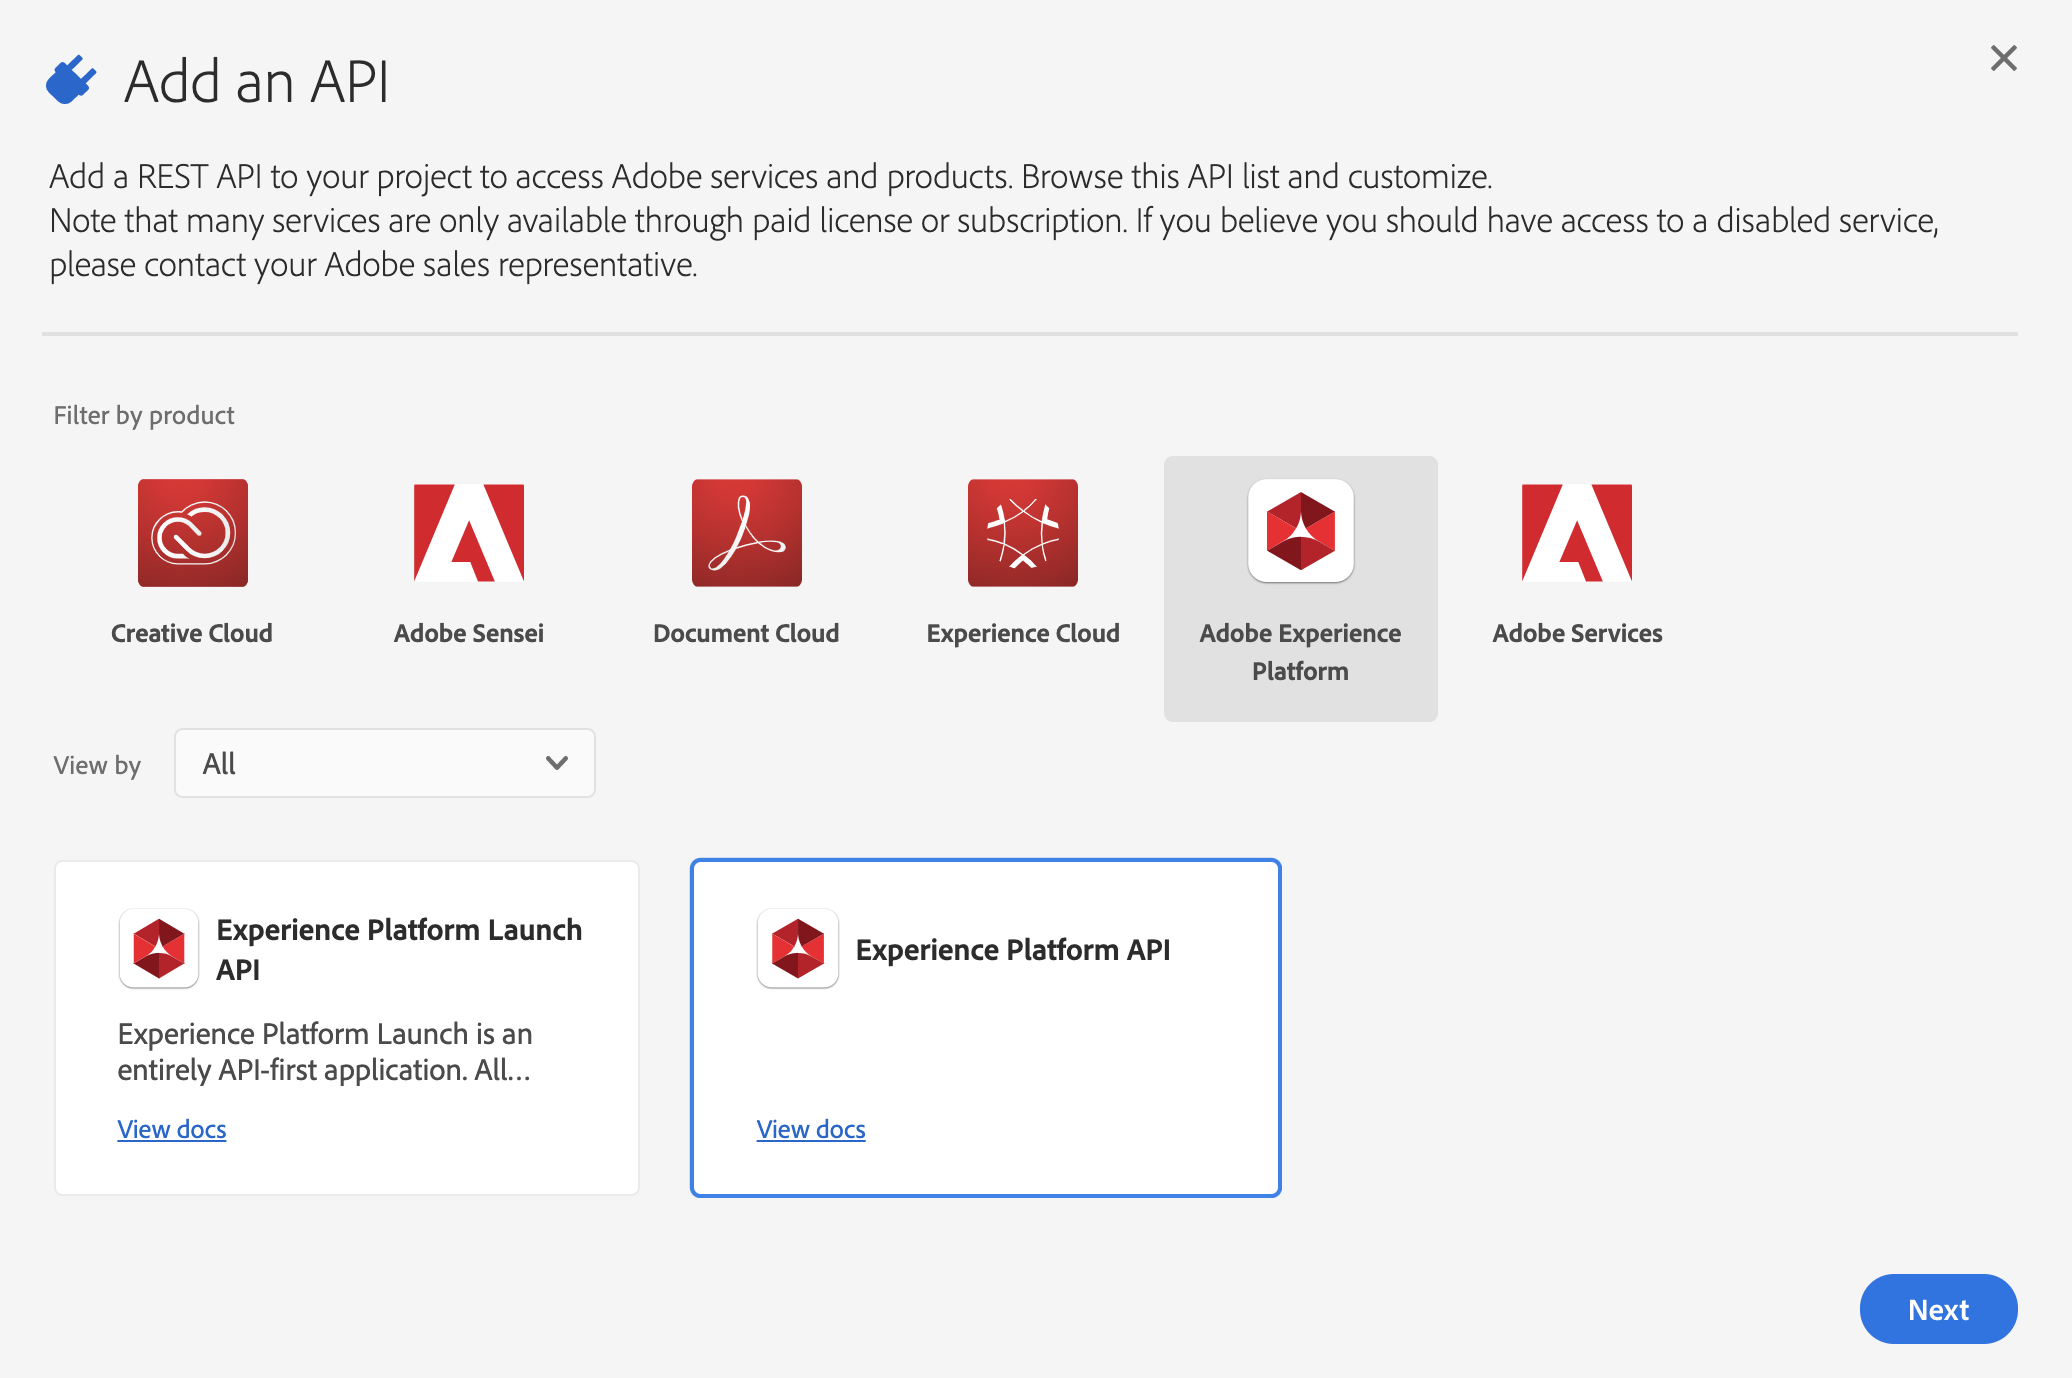 Add an API
Add a REST API to your project to access Adobe services and products. Browse this API list and customize.
Note that many services are only available through paid license or subscription. If you believe you should have access to a disabled service,
please contact your Adobe sales representative.
Filter by product
Creative Cloud
Adobe Sensei
Document Cloud
Experience Cloud
Adobe Experience
Platform
Adobe Services
View by
All
Experience Platform Launch
API
Experience Platform Launch is an
entirely API-first application. All...
View docs
Experience Platform API
View docs
Next